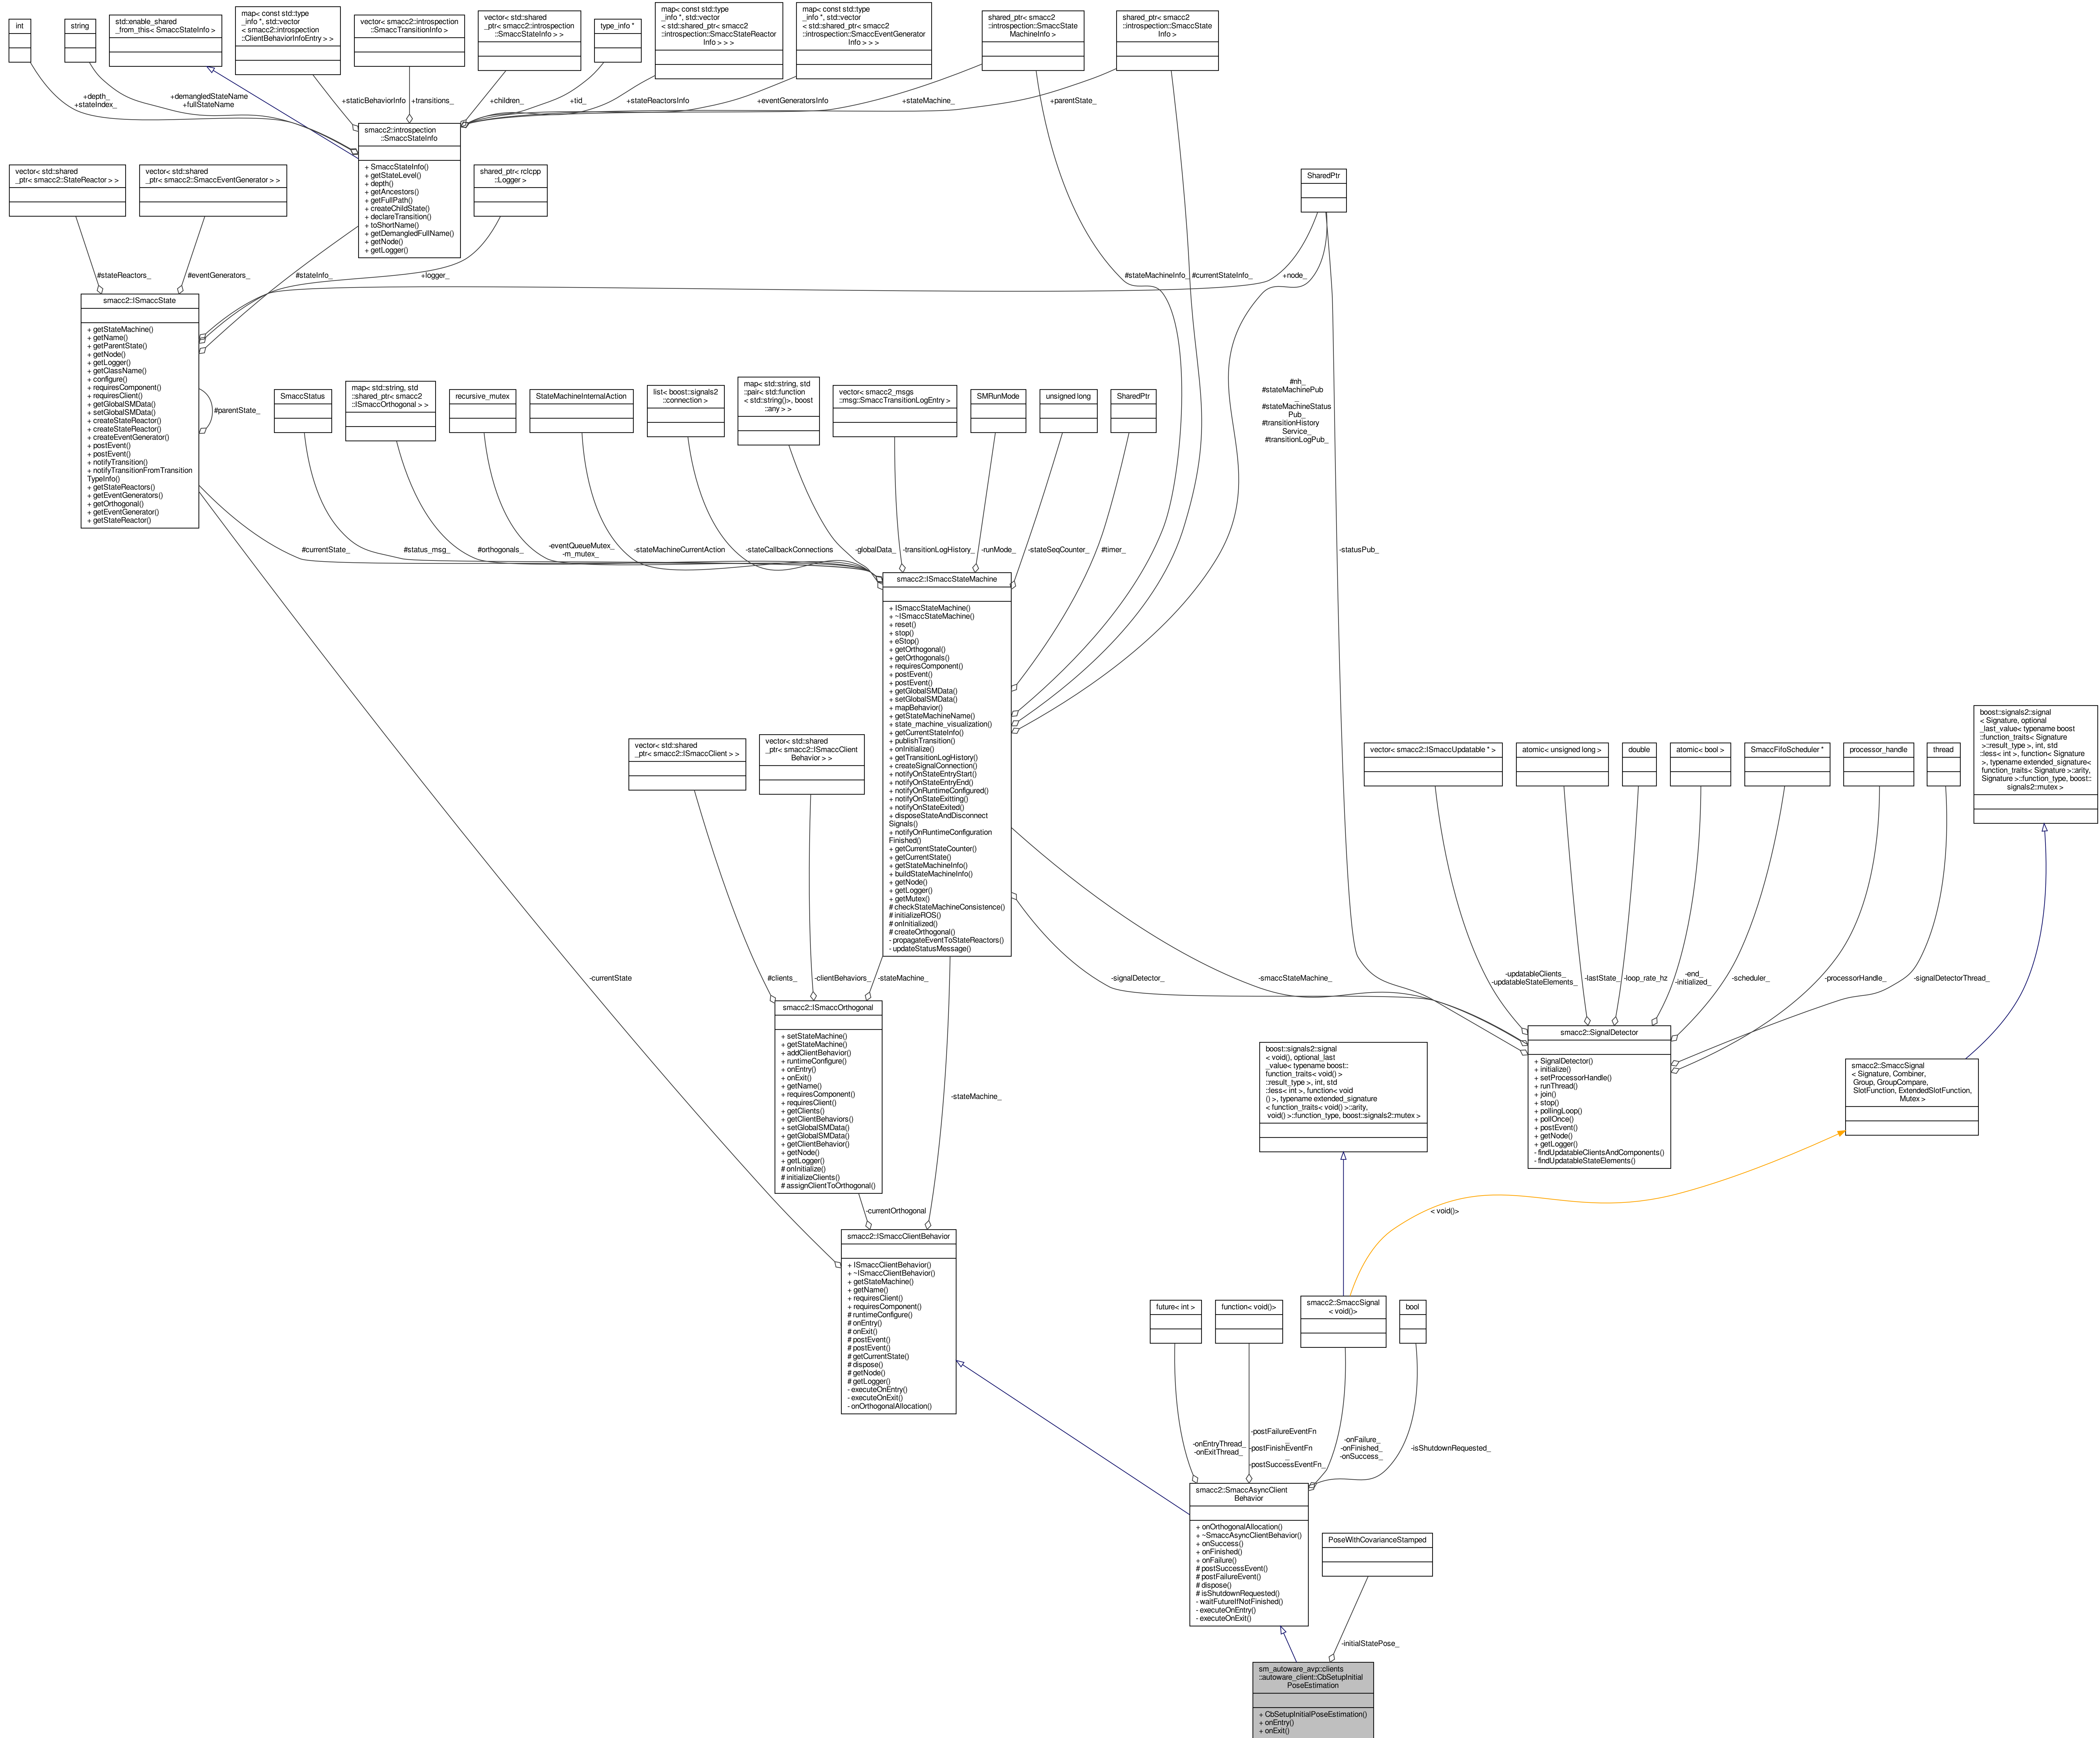 int
string
std::enable_shared
_from_this< SmaccStateInfo >
map< const std::type
_info *, std::vector
< smacc2::introspection
::ClientBehaviorInfoEntry > >
vector< smacc2::introspection
::SmaccTransitionInfo >
vector< std::shared
_ptr< smacc2::introspection
::SmaccStateInfo > >
type_info *
map< const std::type
_info *, std::vector
< std::shared_ptr< smacc2
::introspection::SmaccStateReactor
Info > > >
map< const std::type
_info *, std::vector
< std::shared_ptr< smacc2
::introspection::SmaccEventGenerator
Info > > >
shared_ptr< smacc2
::introspection::SmaccState
MachineInfo >
shared_ptr< smacc2
::introspection::SmaccState
Info >
+depth_
+stateIndex_
+demangledStateName
+fullStateName
+staticBehaviorInfo
+transitions_
+children_
+tid_
+stateReactorsInfo
+eventGeneratorsInfo
+stateMachine_
+parentState_
smacc2::introspection
::SmaccStateInfo
+ SmaccStateInfo()
+ getStateLevel()
+ depth()
+ getAncestors()
+ getFullPath()
+ createChildState()
+ declareTransition()
+ toShortName()
+ getDemangledFullName()
+ getNode()
+ getLogger()
vector< std::shared
_ptr< smacc2::StateReactor > >
vector< std::shared
_ptr< smacc2::SmaccEventGenerator > >
shared_ptr< rclcpp
::Logger >
SharedPtr
#stateReactors_
#eventGenerators_
#stateInfo_
+logger_
#stateMachineInfo_
#currentStateInfo_
+node_
smacc2::ISmaccState
+ getStateMachine()
+ getName()
+ getParentState()
+ getNode()
+ getLogger()
+ getClassName()
+ configure()
+ requiresComponent()
+ requiresClient()
+ getGlobalSMData()
+ setGlobalSMData()
+ createStateReactor()
+ createStateReactor()
+ createEventGenerator()
+ postEvent()
+ postEvent()
+ notifyTransition()
+ notifyTransitionFromTransition
TypeInfo()
+ getStateReactors()
+ getEventGenerators()
+ getOrthogonal()
+ getEventGenerator()
+ getStateReactor()
#parentState_
SmaccStatus
map< std::string, std
::shared_ptr< smacc2
::ISmaccOrthogonal > >
recursive_mutex
StateMachineInternalAction
list< boost::signals2
::connection >
map< std::string, std
::pair< std::function
< std::string()>, boost
::any > >
vector< smacc2_msgs
::msg::SmaccTransitionLogEntry >
SMRunMode
unsigned long
SharedPtr
#nh_
#stateMachinePub
_
#stateMachineStatus
Pub_
#transitionHistory
Service_
#transitionLogPub_
#currentState_
#status_msg_
#orthogonals_
-eventQueueMutex_
-m_mutex_
-stateMachineCurrentAction
-stateCallbackConnections
-globalData_
-transitionLogHistory_
-runMode_
-stateSeqCounter_
#timer_
-statusPub_
smacc2::ISmaccStateMachine
+ ISmaccStateMachine()
+ ~ISmaccStateMachine()
+ reset()
+ stop()
+ eStop()
+ getOrthogonal()
+ getOrthogonals()
+ requiresComponent()
+ postEvent()
+ postEvent()
+ getGlobalSMData()
+ setGlobalSMData()
+ mapBehavior()
+ getStateMachineName()
+ state_machine_visualization()
+ getCurrentStateInfo()
+ publishTransition()
+ onInitialize()
+ getTransitionLogHistory()
+ createSignalConnection()
+ notifyOnStateEntryStart()
+ notifyOnStateEntryEnd()
+ notifyOnRuntimeConfigured()
+ notifyOnStateExitting()
+ notifyOnStateExited()
+ disposeStateAndDisconnect
Signals()
+ notifyOnRuntimeConfiguration
Finished()
+ getCurrentStateCounter()
+ getCurrentState()
+ getStateMachineInfo()
+ buildStateMachineInfo()
+ getNode()
+ getLogger()
+ getMutex()
# checkStateMachineConsistence()
# initializeROS()
# onInitialized()
# createOrthogonal()
- propagateEventToStateReactors()
- updateStatusMessage()
vector< std::shared
_ptr< smacc2::ISmaccClient > >
vector< std::shared
_ptr< smacc2::ISmaccClient
Behavior > >
vector< smacc2::ISmaccUpdatable * >
atomic< unsigned long >
double
atomic< bool >
SmaccFifoScheduler *
processor_handle
thread
boost::signals2::signal
< Signature, optional
_last_value< typename boost
::function_traits< Signature
>::result_type >, int, std
::less< int >, function< Signature
>, typename extended_signature<
function_traits< Signature >::arity,
Signature >::function_type, boost::
signals2::mutex >
-currentState
#clients_
-clientBehaviors_
-stateMachine_
-signalDetector_
-smaccStateMachine_
-updatableClients_
-updatableStateElements_
-lastState_
-loop_rate_hz
-end_
-initialized_
-scheduler_
-processorHandle_
-signalDetectorThread_
smacc2::ISmaccOrthogonal
+ setStateMachine()
+ getStateMachine()
+ addClientBehavior()
+ runtimeConfigure()
+ onEntry()
+ onExit()
+ getName()
+ requiresComponent()
+ requiresClient()
+ getClients()
+ getClientBehaviors()
+ setGlobalSMData()
+ getGlobalSMData()
+ getClientBehavior()
+ getNode()
+ getLogger()
# onInitialize()
# initializeClients()
# assignClientToOrthogonal()
-stateMachine_
boost::signals2::signal
< void(), optional_last
_value< typename boost::
function_traits< void() >
::result_type >, int, std
::less< int >, function< void
() >, typename extended_signature
< function_traits< void() >::arity,
void() >::function_type, boost::signals2::mutex >
smacc2::SignalDetector
+ SignalDetector()
+ initialize()
+ setProcessorHandle()
+ runThread()
+ join()
+ stop()
+ pollingLoop()
+ pollOnce()
+ postEvent()
+ getNode()
+ getLogger()
- findUpdatableClientsAndComponents()
- findUpdatableStateElements()
smacc2::SmaccSignal
< Signature, Combiner,
Group, GroupCompare,
SlotFunction, ExtendedSlotFunction,
Mutex >
-currentOrthogonal
< void()>
smacc2::ISmaccClientBehavior
+ ISmaccClientBehavior()
+ ~ISmaccClientBehavior()
+ getStateMachine()
+ getName()
+ requiresClient()
+ requiresComponent()
# runtimeConfigure()
# onEntry()
# onExit()
# postEvent()
# postEvent()
# getCurrentState()
# dispose()
# getNode()
# getLogger()
- executeOnEntry()
- executeOnExit()
- onOrthogonalAllocation()
future< int >
function< void()>
smacc2::SmaccSignal
< void()>
bool
-onEntryThread_
-onExitThread_
-postFailureEventFn
_
-postFinishEventFn
_
-postSuccessEventFn_
-onFailure_
-onFinished_
-onSuccess_
-isShutdownRequested_
smacc2::SmaccAsyncClient
Behavior
+ onOrthogonalAllocation()
+ ~SmaccAsyncClientBehavior()
+ onSuccess()
+ onFinished()
+ onFailure()
# postSuccessEvent()
# postFailureEvent()
# dispose()
# isShutdownRequested()
- waitFutureIfNotFinished()
- executeOnEntry()
- executeOnExit()
PoseWithCovarianceStamped
-initialStatePose_
sm_autoware_avp::clients
::autoware_client::CbSetupInitial
PoseEstimation
+ CbSetupInitialPoseEstimation()
+ onEntry()
+ onExit()